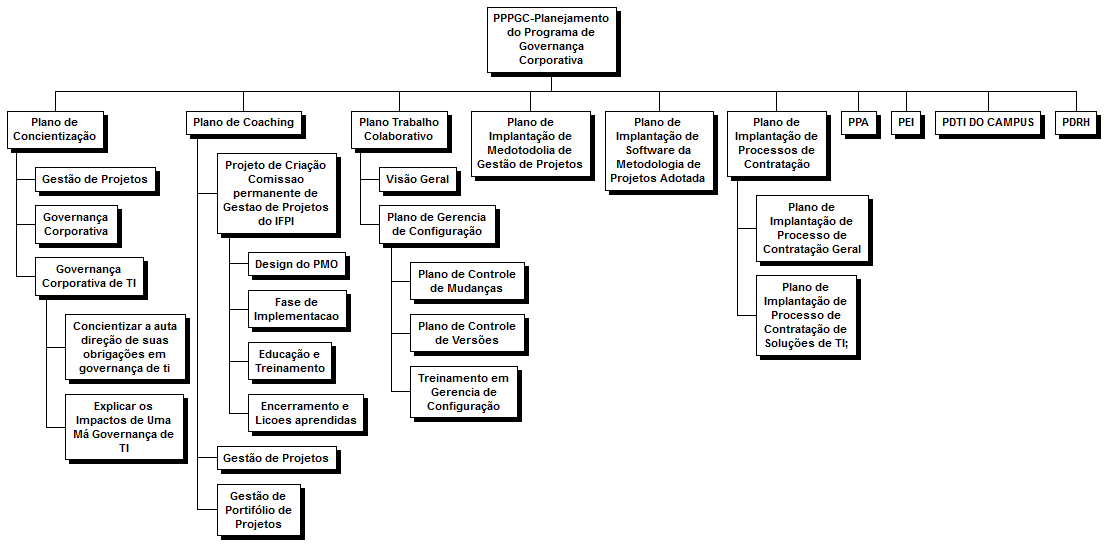 PPPGC-Planejamento
do Programa de
Governança
Corporativa
Plano de
Concientização
Gestão de Projetos
Governança
Corporativa
Governança
Corporativa de TI
Concientizar a auta
direção de suas
obrigações em
governança de ti
Explicar os
Impactos de Uma
Má Governança de
TI
Plano de Coaching
Projeto de Criação
Comissao
permanente de
Gestao de Projetos
do IFPI
Design do PMO
Fase de
Implementacao
Educação e
Treinamento
Encerramento e
Licoes aprendidas
Gestão de Projetos
Gestão de
Portifólio de
Projetos
Plano Trabalho
Colaborativo
Visão Geral
Plano de Gerencia
de Configuração
Plano de Controle
de Mudanças
Plano de Controle
de Versões
Treinamento em
Gerencia de
Configuração
Plano de
Implantação de
Medotodolia de
Gestão de Projetos
Plano de
Implantação de
Software da
Metodologia de
Projetos Adotada
Plano de
Implantação de
Processos de
Contratação
Plano de
Implantação de
Processo de
Contratação Geral
Plano de
Implantação de
Processo de
Contratação de
Soluções de TI;
PPA
PEI
PDTI DO CAMPUS
PDRH